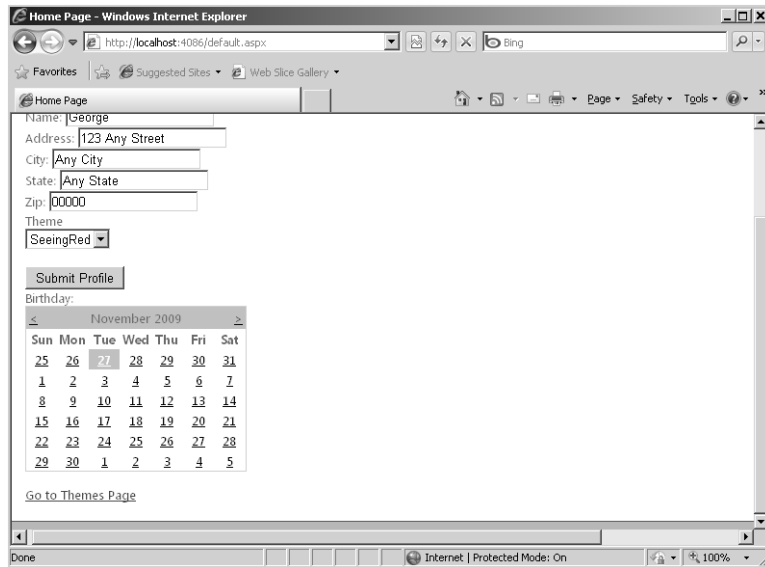 Home Page - Windows Internet Explorer
http://localhost:4086/default.aspx
Bing
Favorites
Suggested Sites
Web Slice Gallery
Home Page
Page
Safety
Tools
»
Name: George
Address: 123 Any Street
City: Any City
State: Any State
Zip: 00000
Theme
SeeingRed
Submit Profile
Birthday:
< November 2009 >
Sun Mon Tue Wed Thu Fri Sat
25 26 27 28 29 30 31
1 2 3 4 5 6 7
8 9 10 11 12 13 14
15 16 17 18 19 20 21
22 23 24 25 26 27 28
29 30 1 2 3 4 5
Go to Themes Page
Done
Internet | Protected Mode: On
100%